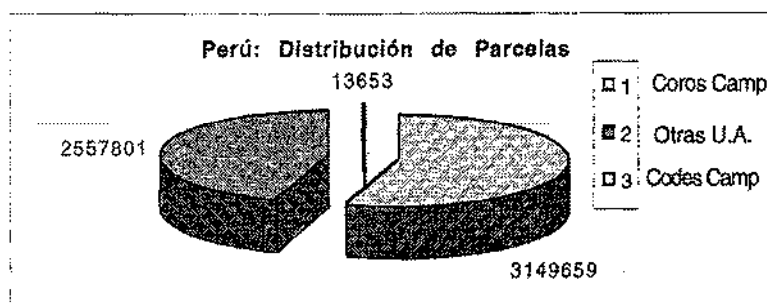 Perú: Distribución de Parcelas
13653
2557801
3149659
1 Coros Camp
2 Otras U.A.
3 Codes Camp